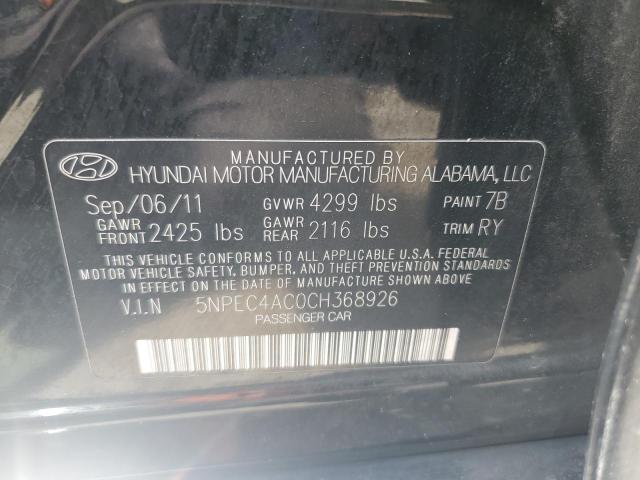 MANUFACTURED BY
HYUNDAI MOTOR MANUFACTURING ALABAMA, LLC
Sep/06/11 GVWR 4299 lbs PAINT 7B
GAWR FRONT 2425 lbs GAWR REAR 2116 lbs TRIM RY
THIS VEHICLE CONFORMS TO ALL APPLICABLE U.S.A. FEDERAL
MOTOR VEHICLE SAFETY, BUMPER, AND THEFT PREVENTION STANDARDS
IN EFFECT ON THE DATE OF MANUFACTURE SHOWN ABOVE
V.I.N 5NPEC4AC0CH368926
PASSENGER CAR